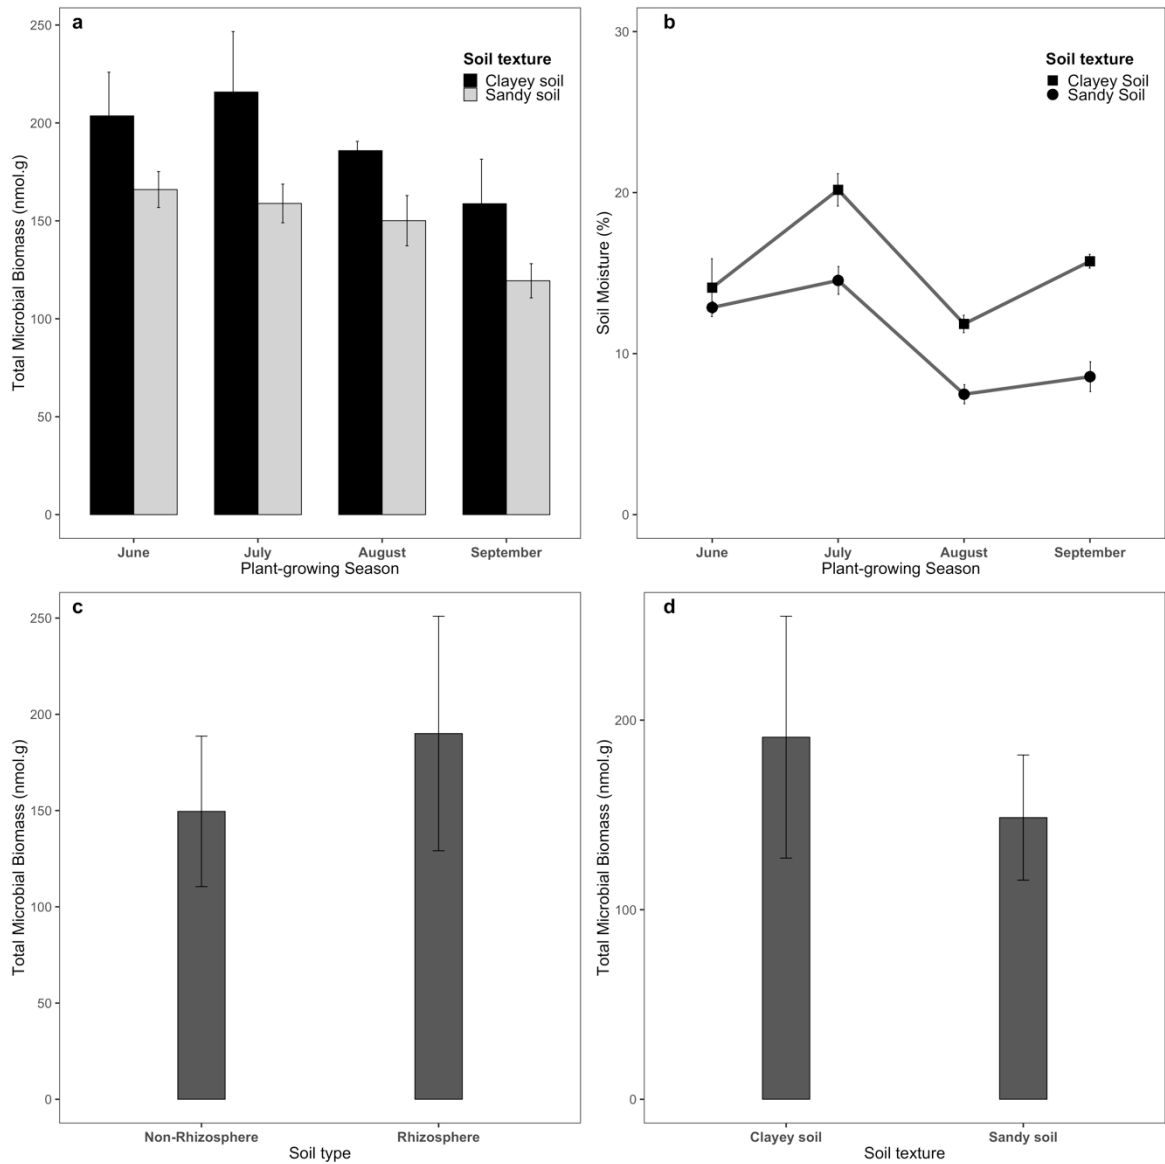 a
Soil texture
Clayey soil
Sandy soil
Total Microbial Biomass (nmol.g)
250
200
150
100
50
0
June July August September
Plant-growing Season
b
Soil texture
Clayey Soil
Sandy Soil
Soil Moisture (%)
30
20
10
0
June July August September
Plant-growing Season
c
Total Microbial Biomass (nmol.g)
250
200
150
100
50
0
Non-Rhizosphere Rhizosphere
Soil type
d
Total Microbial Biomass (nmol.g)
200
100
0
Clayey soil Sandy soil
Soil texture